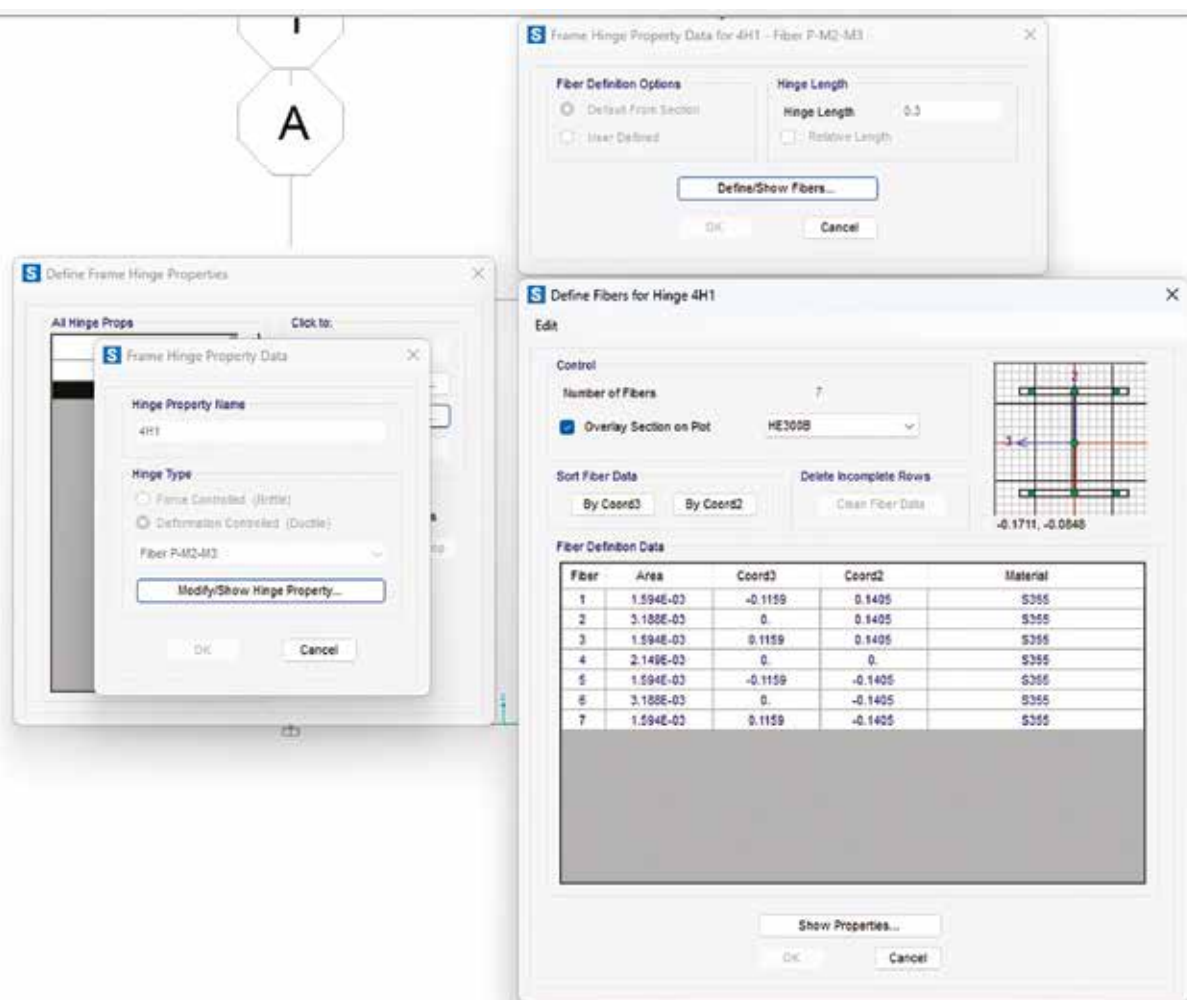 A
S Frame Hinge Property Data for 4H1 - Fiber P-M2-M3
Fiber Definition Options
Default From Section
User Defined
Hinge Length
Hinge Length 0.3
Relative Length
Define/Show Fibers...
OK Cancel
S Define Frame Hinge Properties
All Hinge Props
Click to:
S Frame Hinge Property Data
Hinge Property Name
4H1
Hinge Type
Force Controlled (Brittle)
Deformation Controlled (Ductile)
Fiber P-M2-M3
Modify/Show Hinge Property...
OK Cancel
S Define Fibers for Hinge 4H1
Edit
Control
Number of Fibers 7
Overlay Section on Plot HE300B
Sort Fiber Data
By Coord3 By Coord2
Delete Incomplete Rows
Clean Fiber Data
2
3
-0.1711, -0.0848
Fiber Definition Data
Fiber Area Coord3 Coord2 Material
1 1.594E-03 -0.1159 0.1405 S355
2 3.188E-03 0. 0.1405 S355
3 1.594E-03 0.1159 0.1405 S355
4 2.149E-03 0. 0. S355
5 1.594E-03 -0.1159 -0.1405 S355
6 3.188E-03 0. -0.1405 S355
7 1.594E-03 0.1159 -0.1405 S355
Show Properties...
OK Cancel